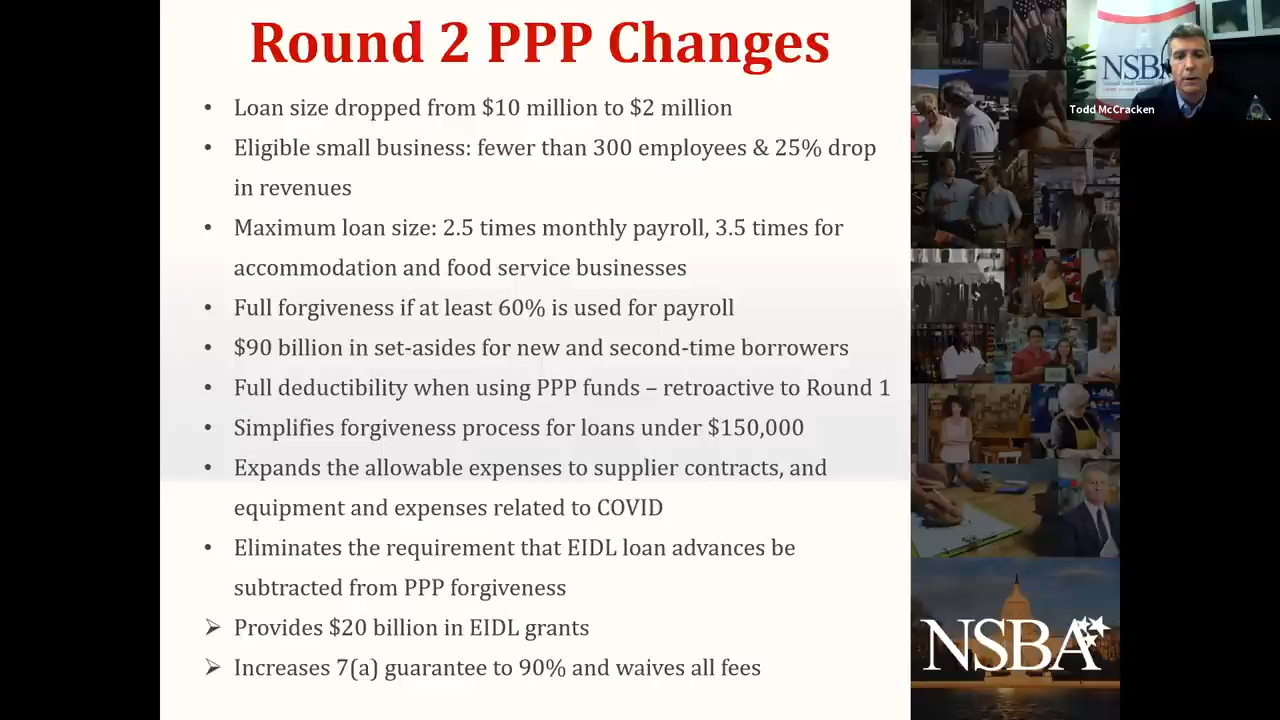 Round 2 PPP Changes
• Loan size dropped from $10 million to $2 million
• Eligible small business: fewer than 300 employees & 25% drop
in revenues
• Maximum loan size: 2.5 times monthly payroll, 3.5 times for
accommodation and food service businesses
• Full forgiveness if at least 60% is used for payroll
• $90 billion in set-asides for new and second-time borrowers
• Full deductibility when using PPP funds – retroactive to Round 1
• Simplifies forgiveness process for loans under $150,000
• Expands the allowable expenses to supplier contracts, and
equipment and expenses related to COVID
• Eliminates the requirement that EIDL loan advances be
subtracted from PPP forgiveness
➢ Provides $20 billion in EIDL grants
➢ Increases 7(a) guarantee to 90% and waives all fees
NSBA
Todd McCracken
NSBA